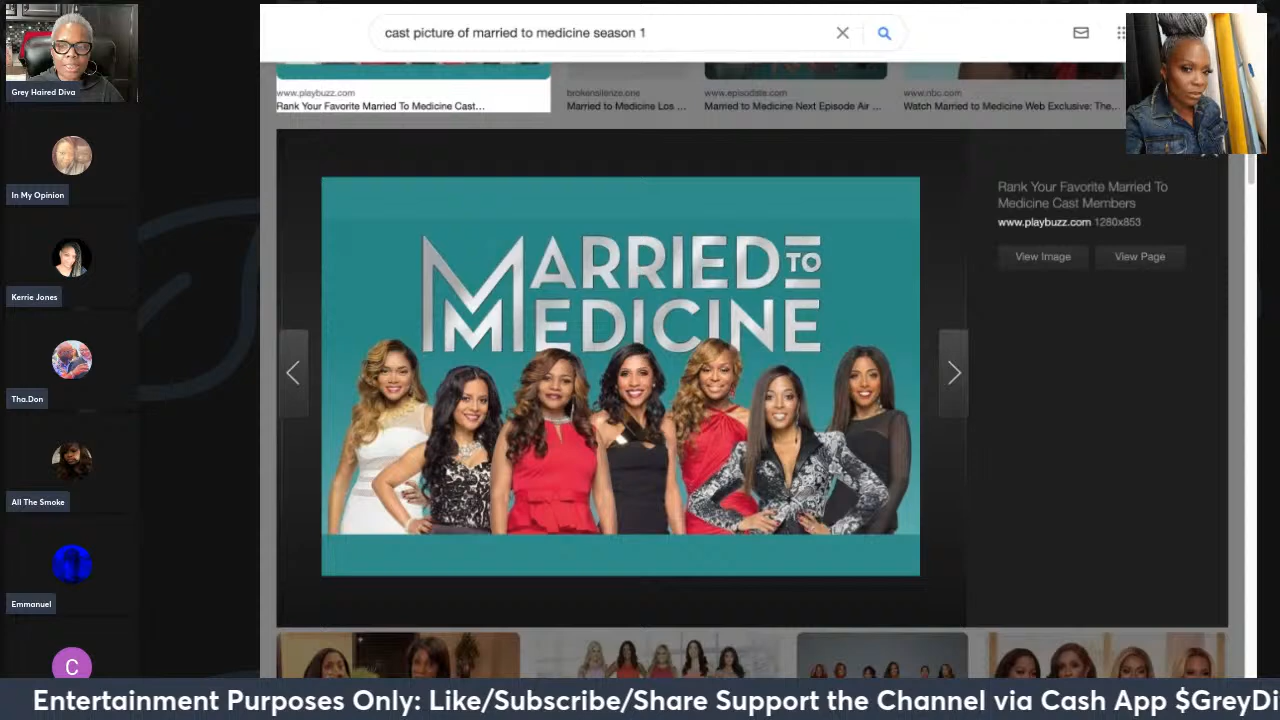 cast picture of married to medicine season 1
Grey Haired Diva
In My Opinion
Kerrie Jones
Tha.Don
All The Smoke
Emmanuel
C
www.playbuzz.com
Rank Your Favorite Married To Medicine Cast...
brokensilenze.one
Married to Medicine Los ...
www.episodate.com
Married to Medicine Next Episode Air ...
www.nbc.com
Watch Married to Medicine Web Exclusive: The...
MARRIED TO
MEDICINE
Rank Your Favorite Married To
Medicine Cast Members
www.playbuzz.com 1280x853
View Image
View Page
Entertainment Purposes Only: Like/Subscribe/Share Support the Channel via Cash App $GreyDi